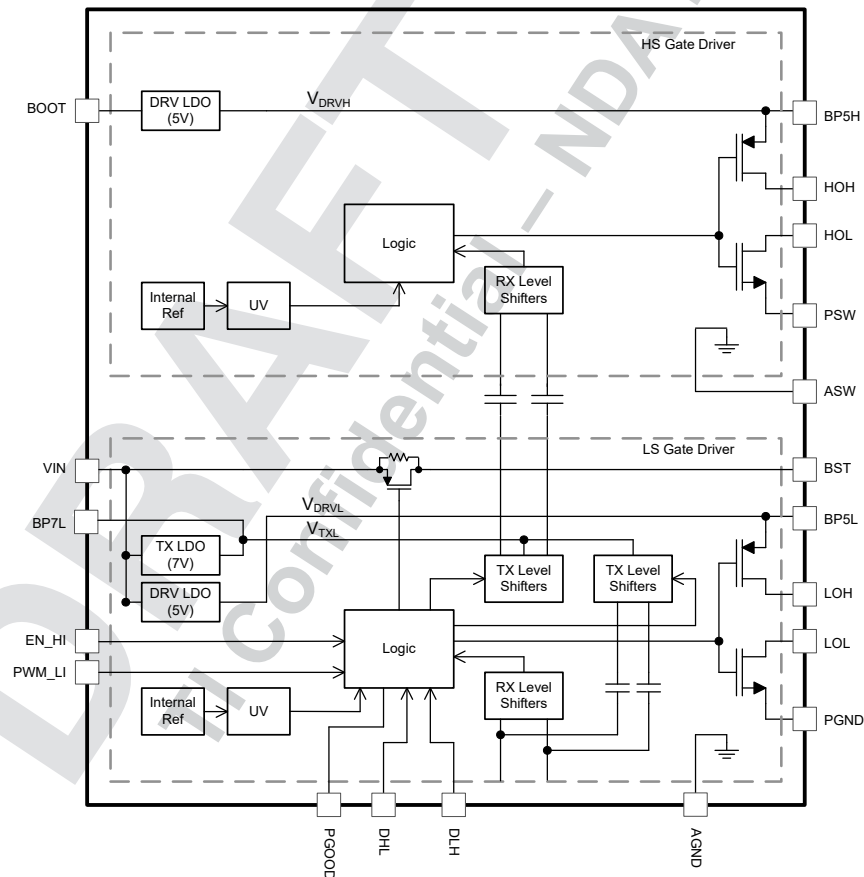 HS Gate Driver
BOOT
DRV LDO
(5V)
VDRVH
BP5H
HOH
Logic
HOL
RX Level
Shifters
Internal
Ref
UV
PSW
ASW
LS Gate Driver
VIN
BST
VDRVL
BP5L
BP7L
VTXL
TX LDO
(7V)
TX Level
Shifters
TX Level
Shifters
DRV LDO
(5V)
LOH
EN_HI
Logic
LOL
PWM_LI
RX Level
Shifters
Internal
Ref
UV
PGND
PGOOD
DHL
DLH
AGND
DRAFT
TI Confidential – NDA